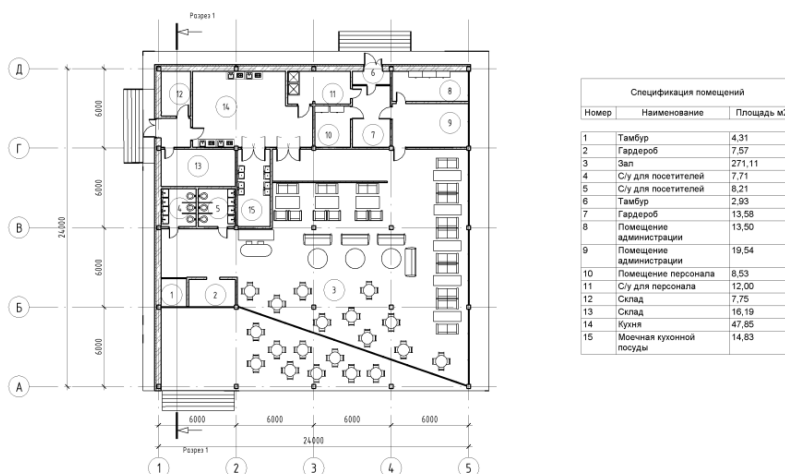 Разрез 1
Д
Г
В
Б
А
6000
6000
6000
6000
24000
12
14
11
6
8
9
10
7
13
4
5
15
3
1
2
6000
6000
6000
6000
24000
Разрез 1
1
2
3
4
5
Спецификация помещений
Номер Наименование Площадь м2
1 Тамбур 4,31
2 Гардероб 7,57
3 Зал 271,11
4 С/у для посетителей 7,71
5 С/у для посетителей 8,21
6 Тамбур 2,93
7 Гардероб 13,58
8 Помещение 13,50
администрации
9 Помещение 19,54
администрации
10 Помещение персонала 8,53
11 С/у для персонала 12,00
12 Склад 7,75
13 Склад 16,19
14 Кухня 47,85
15 Моечная кухонной 14,83
посуды